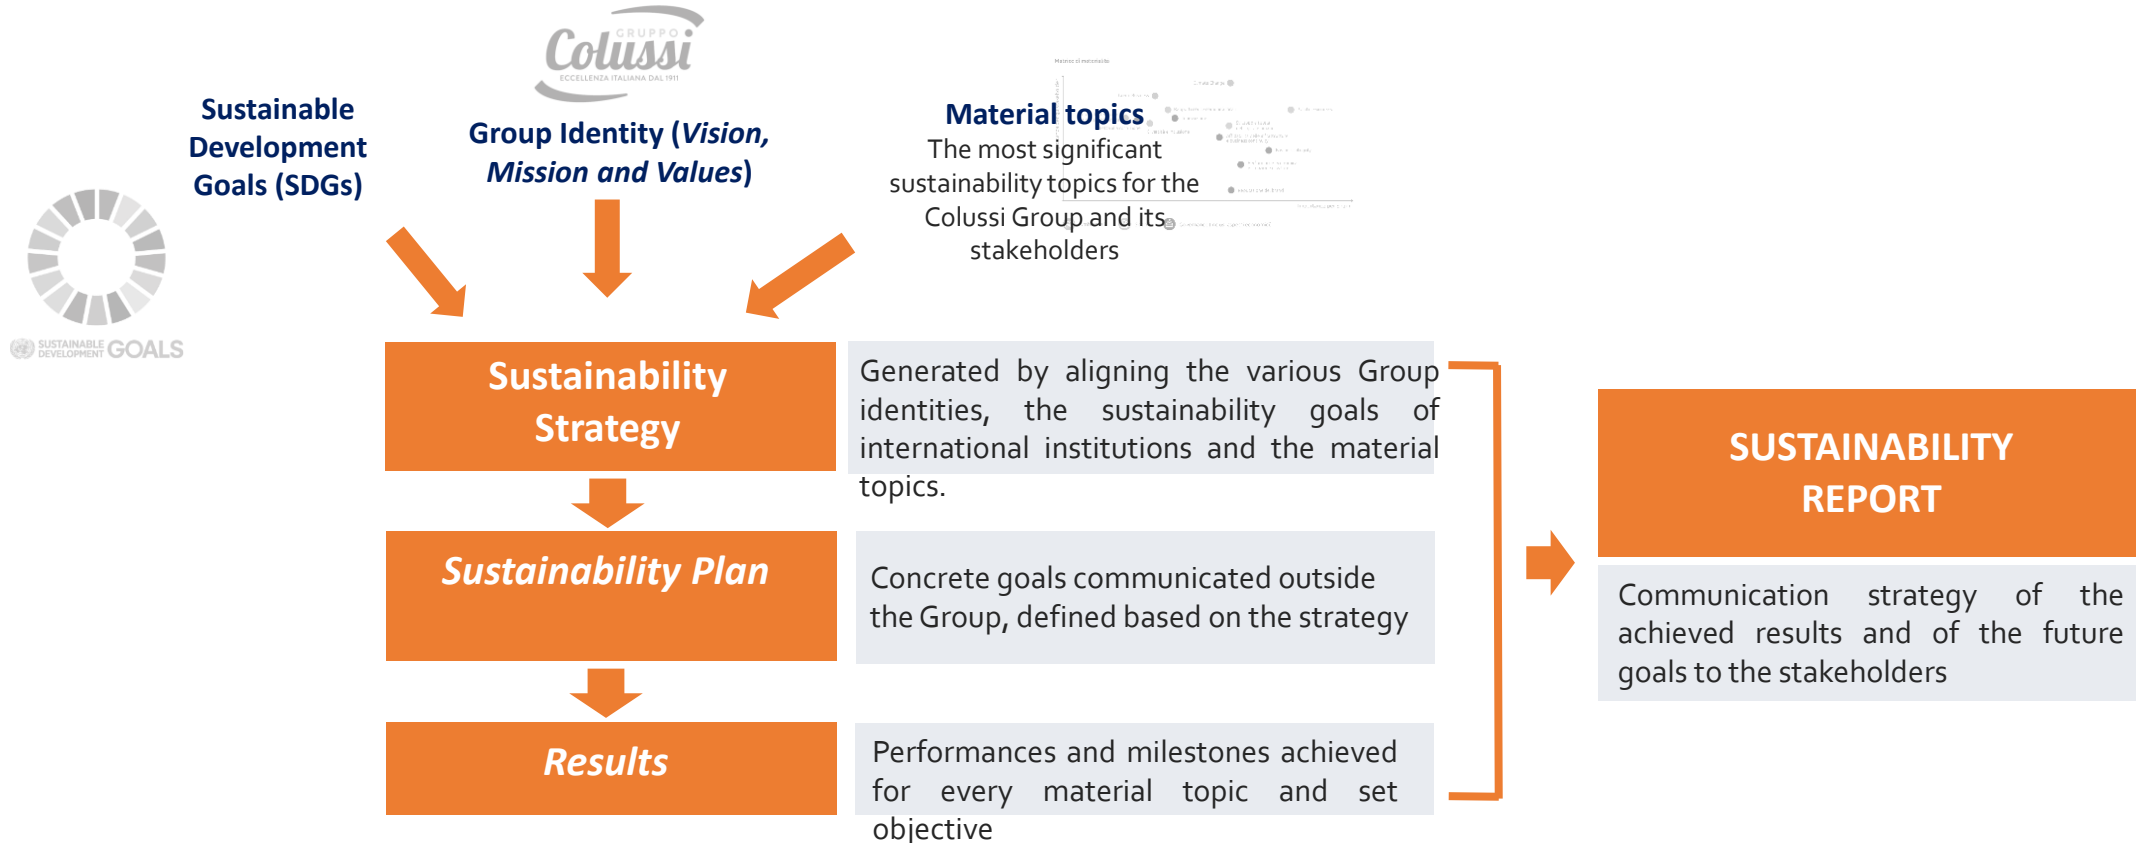 GRUPPO
Colussi
ECCELLENZA ITALIANA DAL 1911
Sustainable
Development
Goals (SDGs)
Group Identity (Vision,
Mission and Values)
Material topics
The most significant
sustainability topics for the
Colussi Group and its
stakeholders
SUSTAINABLE
DEVELOPMENT
GOALS
Sustainability
Strategy
Generated by aligning the various Group
identities, the sustainability goals of
international institutions and the material
topics.
Sustainability Plan
Concrete goals communicated outside
the Group, defined based on the strategy
Results
Performances and milestones achieved
for every material topic and set
objective
SUSTAINABILITY
REPORT
Communication strategy of the
achieved results and of the future
goals to the stakeholders